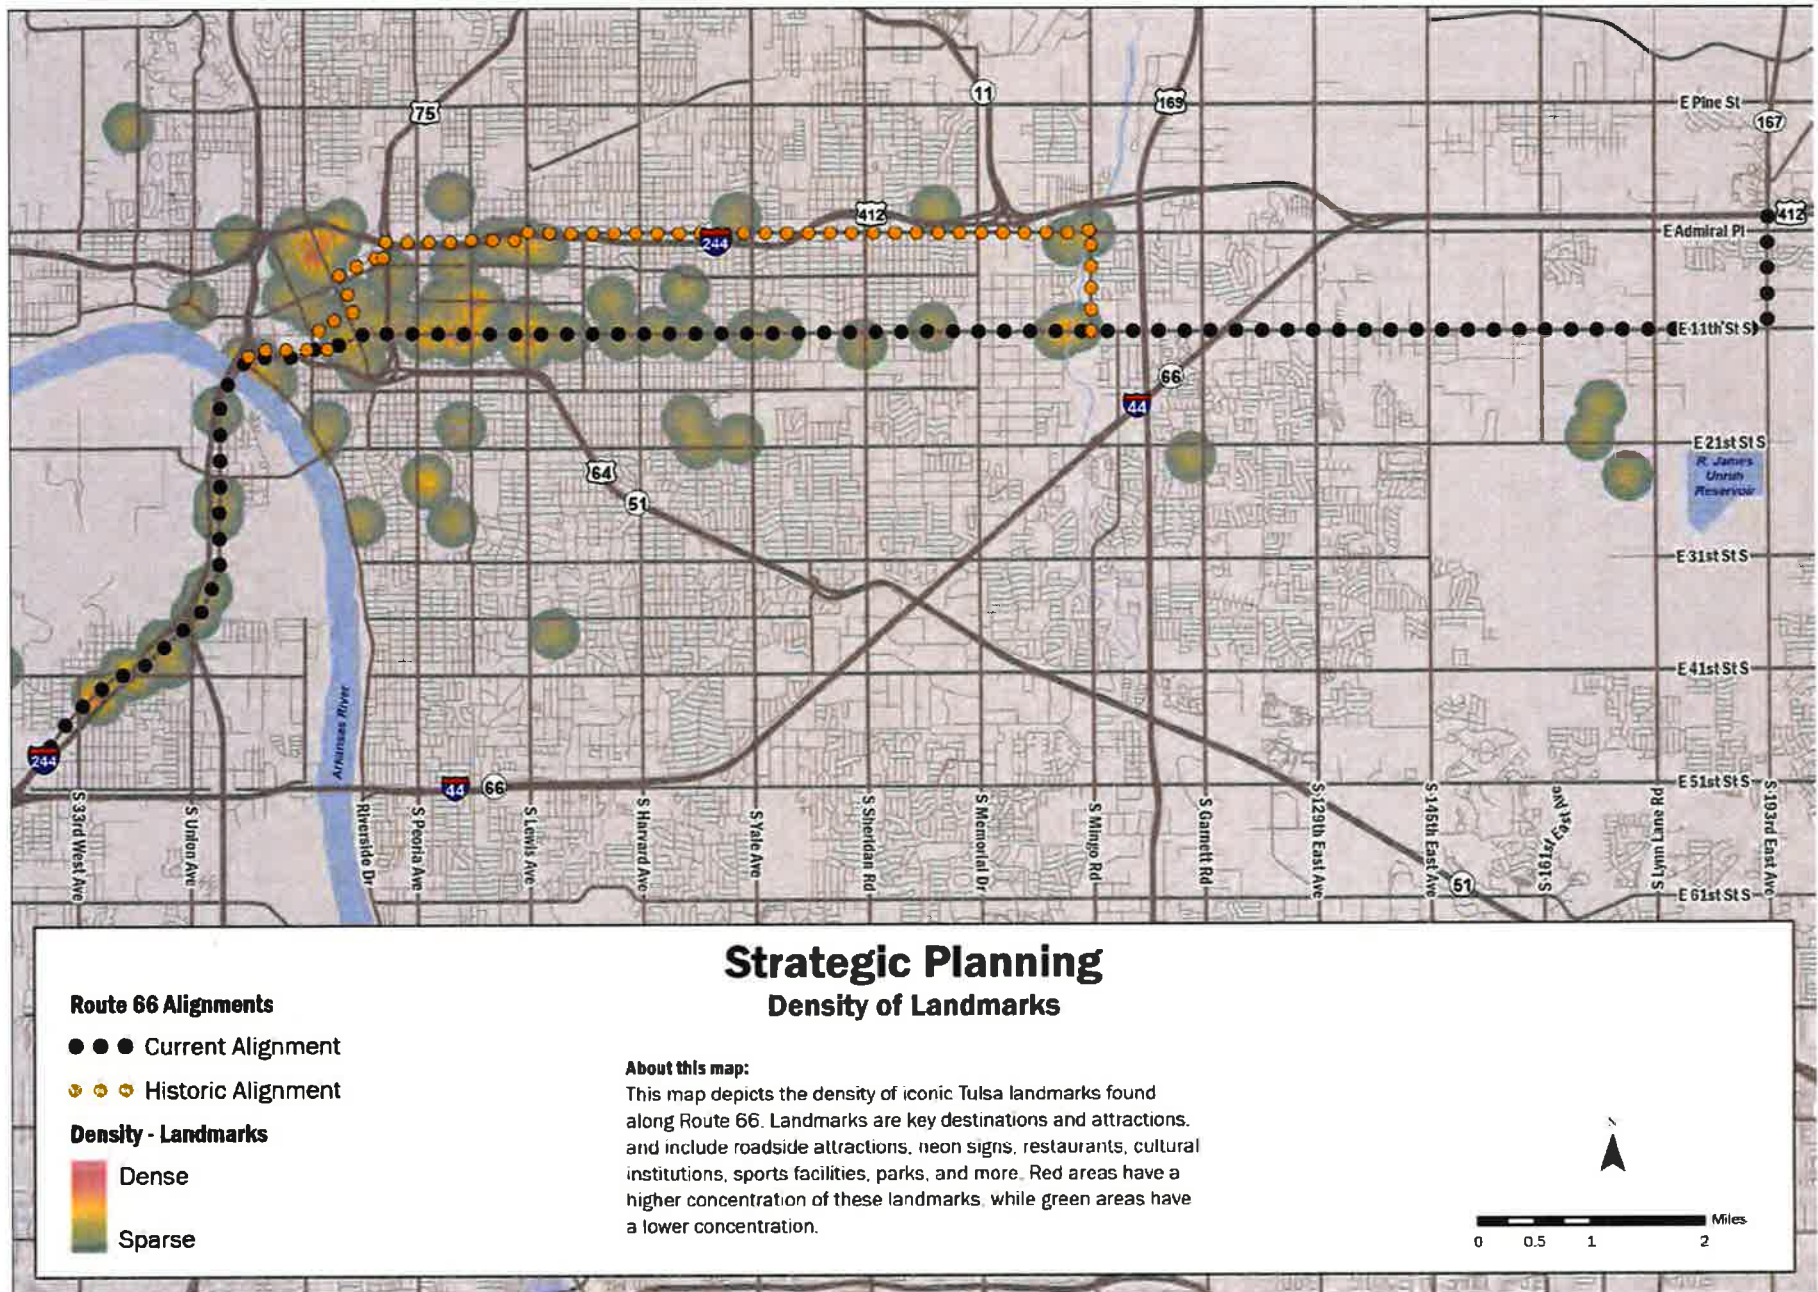 75
11
169
E Pine St
167
412
412
E Admiral Pl
244
E 11th St S
66
44
E 21st St S
R. James
Unruh
Reservoir
64
51
E 31st St S
E 41st St S
Arkansas River
244
44
66
E 51st St S
S 33rd West Ave
S Union Ave
Riverside Dr
S Peoria Ave
S Lewis Ave
S Harvard Ave
S Yale Ave
S Sheridan Rd
S Memorial Dr
S Mingo Rd
S Garnett Rd
S 129th East Ave
S 145th East Ave
S 161st East Ave
S Lynn Lane Rd
S 193rd East Ave
51
E 61st St S
Strategic Planning
Density of Landmarks
Route 66 Alignments
Current Alignment
Historic Alignment
Density - Landmarks
Dense
Sparse
About this map:
This map depicts the density of iconic Tulsa landmarks found
along Route 66. Landmarks are key destinations and attractions,
and include roadside attractions, neon signs, restaurants, cultural
institutions, sports facilities, parks, and more. Red areas have a
higher concentration of these landmarks, while green areas have
a lower concentration.
N
Miles
0 0.5 1 2